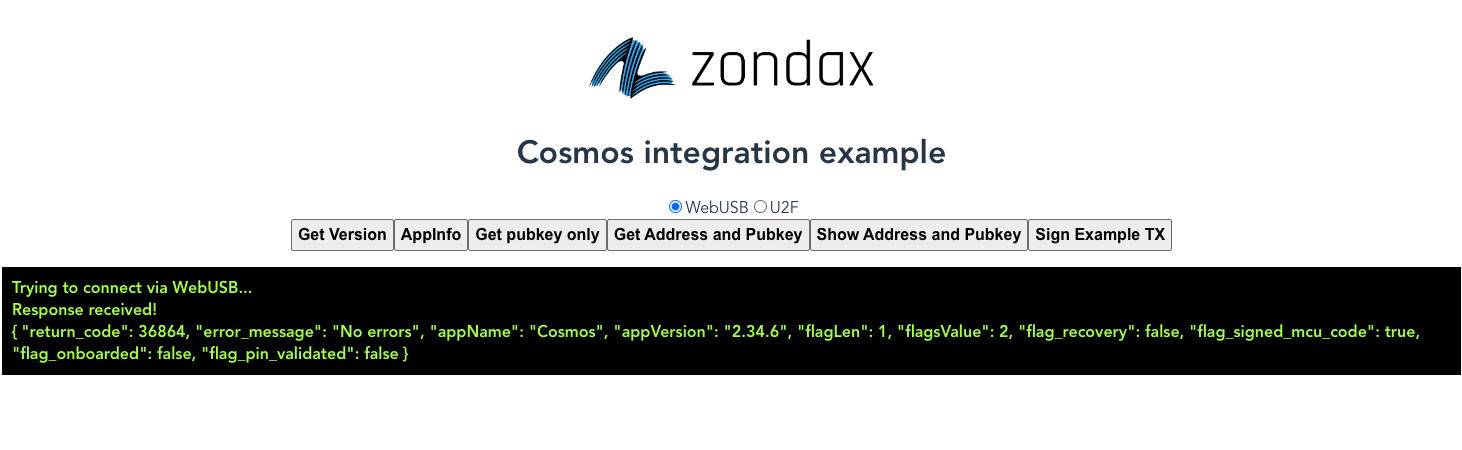 zondax
Cosmos integration example
WebUSB U2F
Get Version AppInfo Get pubkey only Get Address and Pubkey Show Address and Pubkey Sign Example TX
Trying to connect via WebUSB...
Response received!
{ "return_code": 36864, "error_message": "No errors", "appName": "Cosmos", "appVersion": "2.34.6", "flagLen": 1, "flagsValue": 2, "flag_recovery": false, "flag_signed_mcu_code": true,
"flag_onboarded": false, "flag_pin_validated": false }